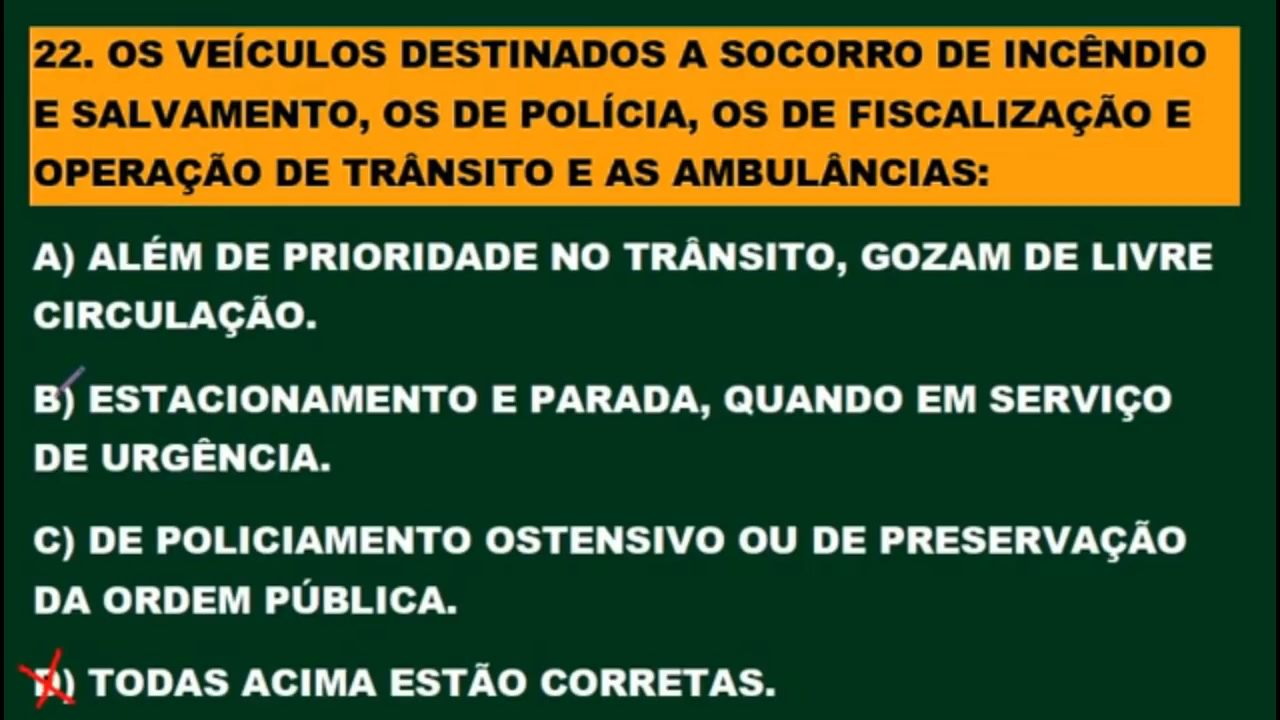 22. OS VEÍCULOS DESTINADOS A SOCORRO DE INCÊNDIO
E SALVAMENTO, OS DE POLÍCIA, OS DE FISCALIZAÇÃO E
OPERAÇÃO DE TRÂNSITO E AS AMBULÂNCIAS:
A) ALÉM DE PRIORIDADE NO TRÂNSITO, GOZAM DE LIVRE
CIRCULAÇÃO.
B) ESTACIONAMENTO E PARADA, QUANDO EM SERVIÇO
DE URGÊNCIA.
C) DE POLICIAMENTO OSTENSIVO OU DE PRESERVAÇÃO
DA ORDEM PÚBLICA.
D) TODAS ACIMA ESTÃO CORRETAS.